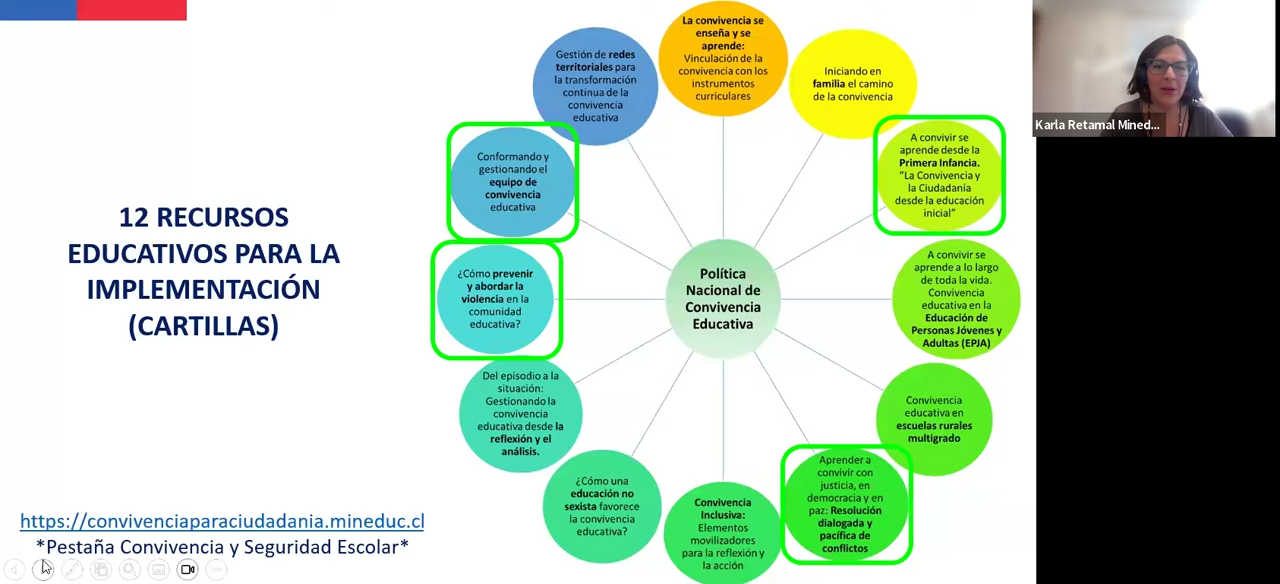 12 RECURSOS
EDUCATIVOS PARA LA
IMPLEMENTACIÓN
(CARTILLAS)
https://convivenciaparaciudadania.mineduc.cl
*Pestaña Convivencia y Seguridad Escolar*
Política
Nacional de
Convivencia
Educativa
La convivencia se
enseña y se
aprende:
Vinculación de la
convivencia con los
instrumentos
curriculares
Iniciando en
familia el camino
de la convivencia
A convivir se
aprende desde la
Primera Infancia.
“La Convivencia y
la Ciudadanía
desde la educación
inicial”
A convivir se
aprende a lo largo
de toda la vida.
Convivencia
educativa en la
Educación de
Personas Jóvenes y
Adultas (EPJA)
Convivencia
educativa en
escuelas rurales
multigrado
Aprender a
convivir con
justicia, en
democracia y en
paz: Resolución
dialogada y
pacífica de
conflictos
Convivencia
Inclusiva:
Elementos
movilizadores
para la reflexión y
la acción
¿Cómo una
educación no
sexista favorece
la convivencia
educativa?
Del episodio a la
situación:
Gestionando la
convivencia
educativa desde la
reflexión y el
análisis.
¿Cómo prevenir
y abordar la
violencia en la
comunidad
educativa?
Conformando y
gestionando el
equipo de
convivencia
educativa
Gestión de redes
territoriales para
la transformación
continua de la
convivencia
educativa
Karla Retamal Mined...